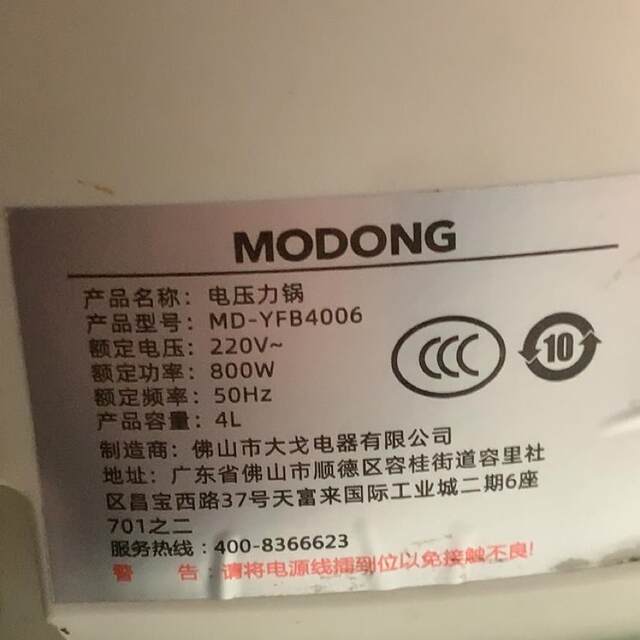 MODONG
产品名称：电压力锅
产品型号：MD-YFB4006
额定电压：220V~
额定功率：800W
额定频率：50Hz
产品容量：4L
CCC
10
制造商：佛山市大戈电器有限公司
地址：广东省佛山市顺德区容桂街道容里社
区昌宝西路37号天富来国际工业城二期6座
701之二
服务热线：400-8366623
警 告：请将电源线插到位以免接触不良!